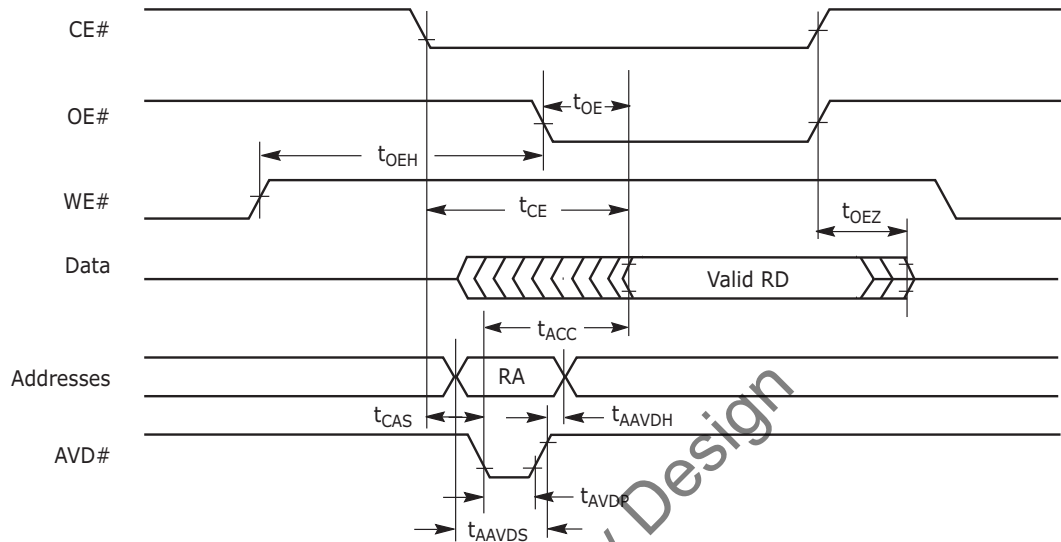 CE#
OE#
tOE
tOEH
WE#
tCE
tOEZ
Data
Valid RD
tACC
Addresses
RA
tCAS
tAAVDH
AVD#
tAVDP
tAAVDS
Design